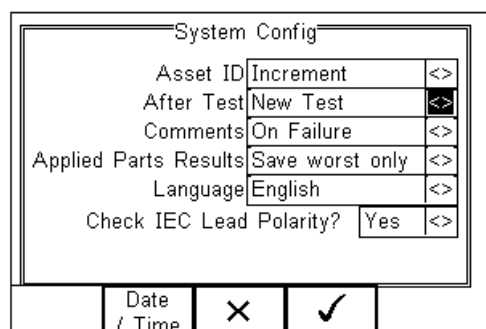 System Config
Asset ID Increment <>
After Test New Test <>
Comments On Failure <>
Applied Parts Results Save worst only <>
Language English <>
Check IEC Lead Polarity? Yes <>
Date
/ Time